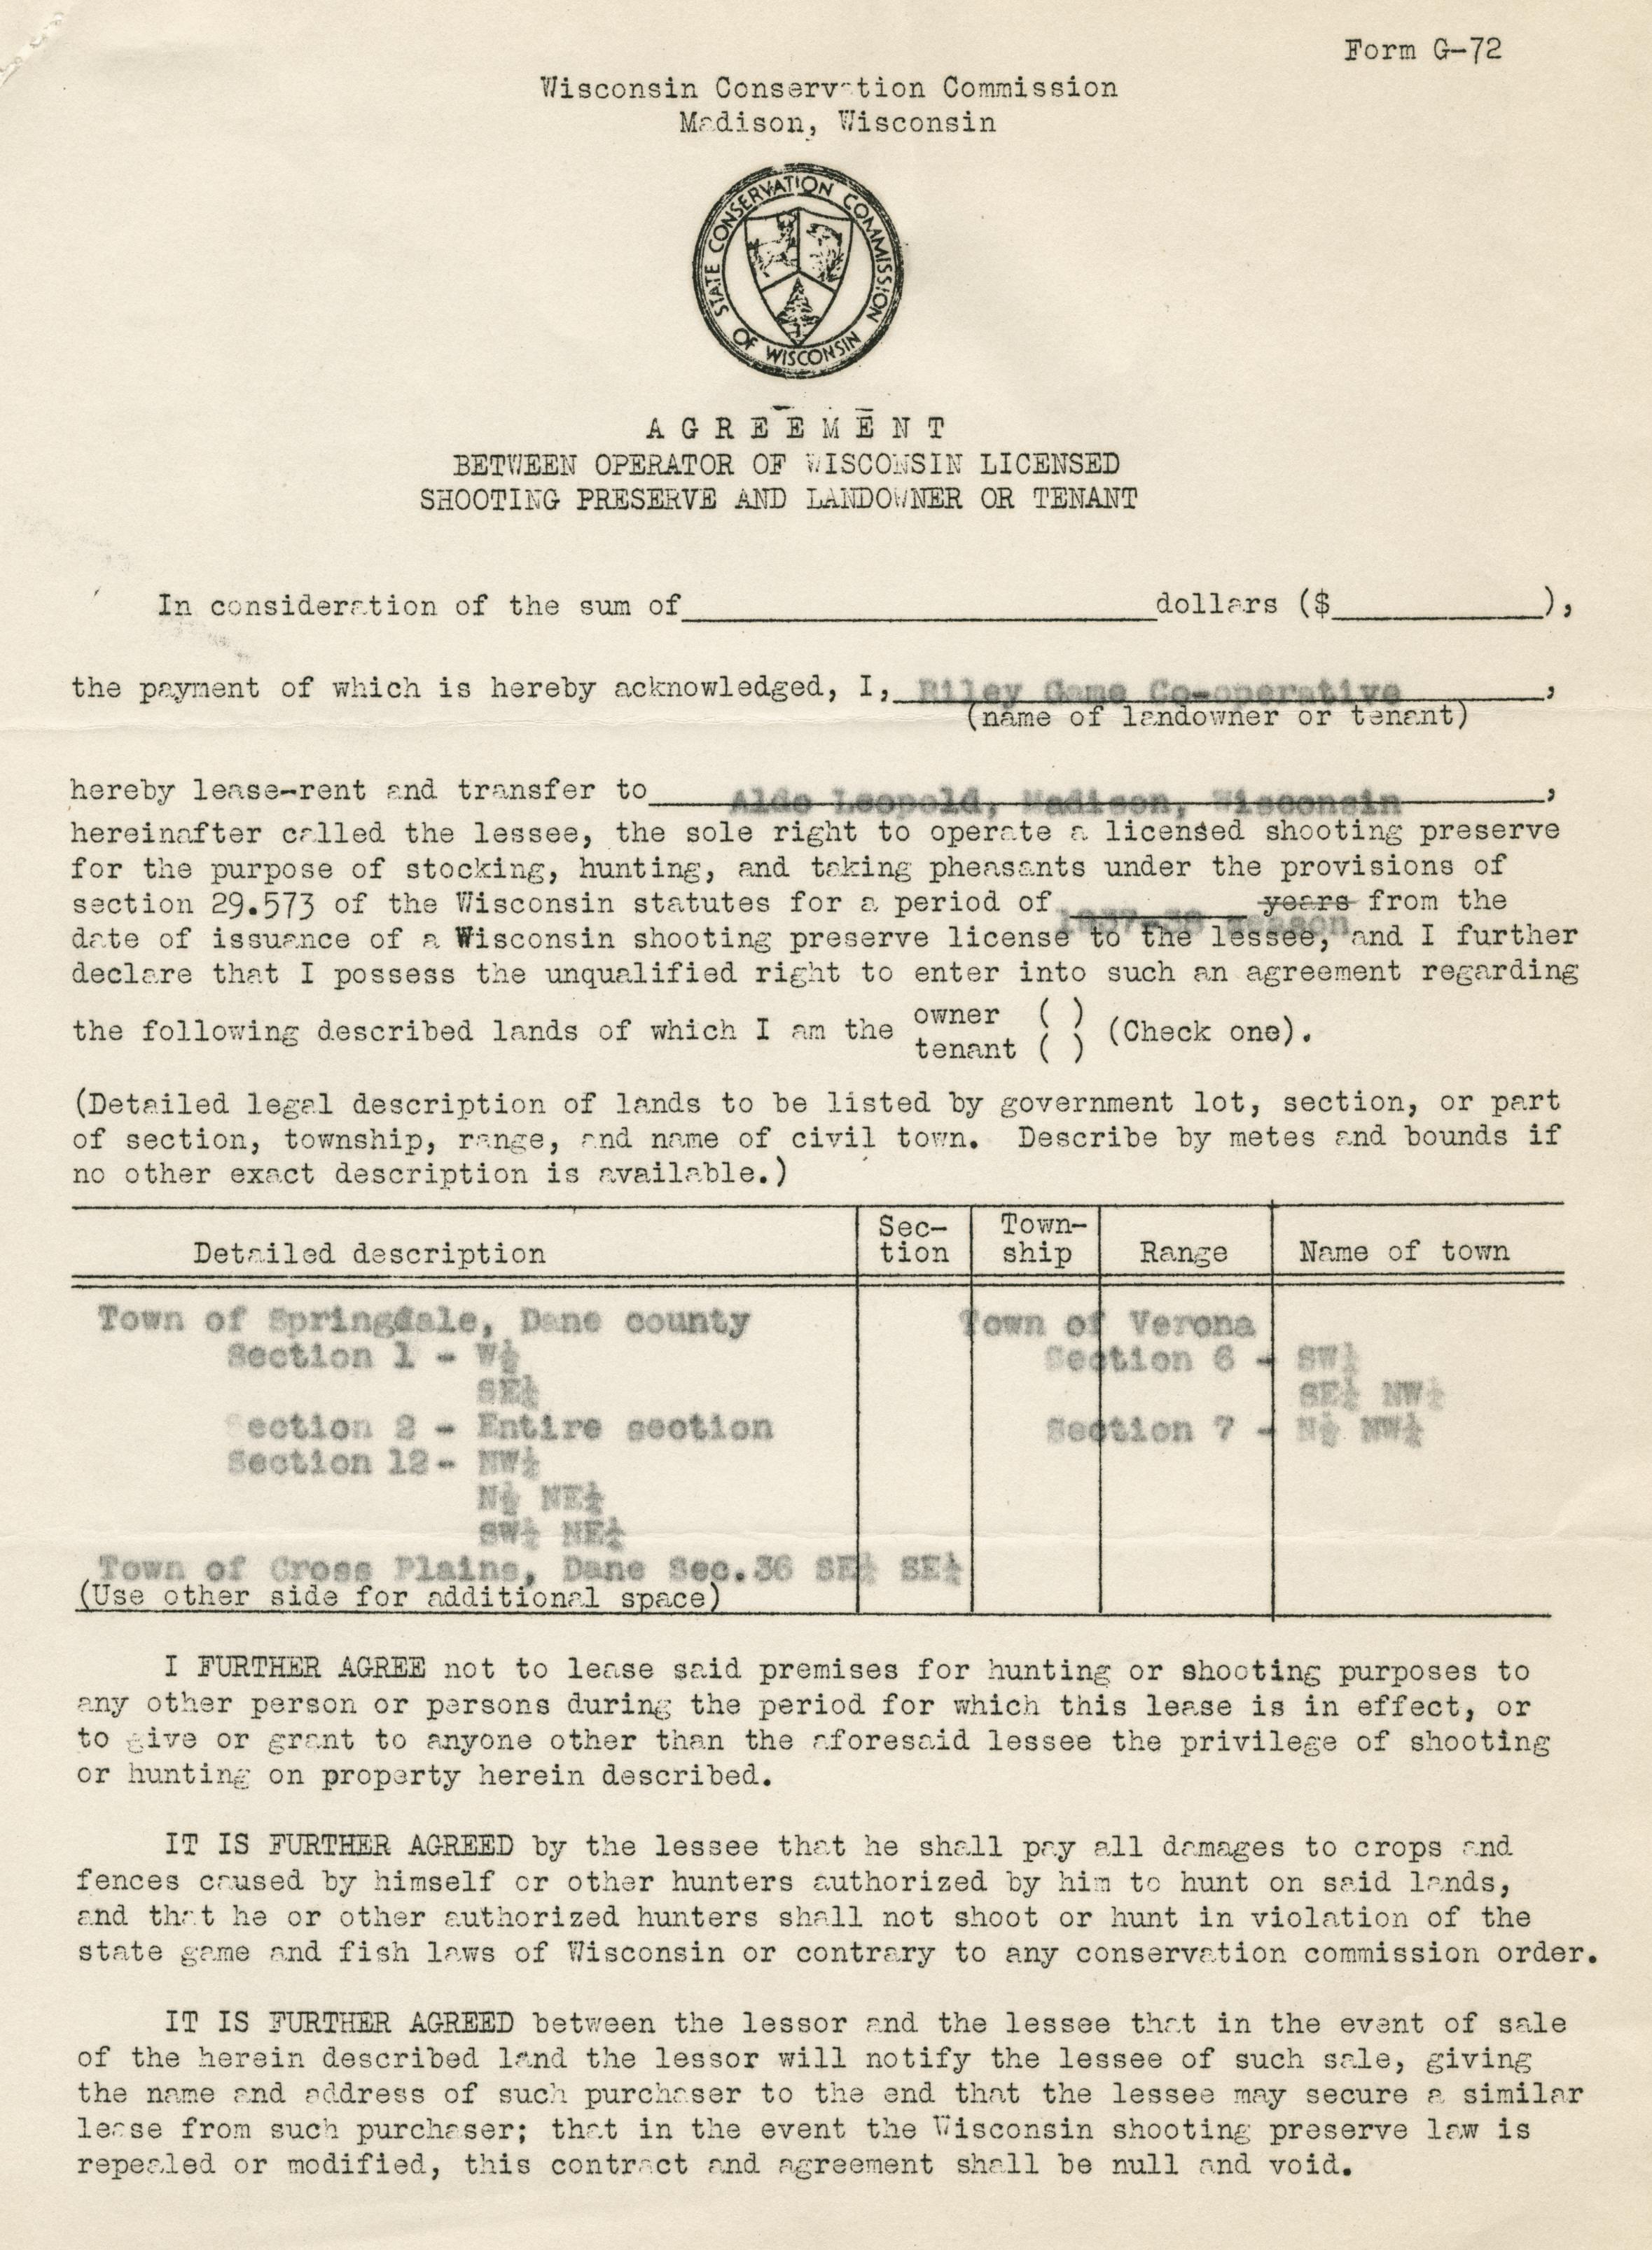 Form G-72
Wisconsin Conservation Commission
Madison, Wisconsin
STATE CONSERVATION COMMISSION OF WISCONSIN
A G R E E M E N T
BETWEEN OPERATOR OF WISCONSIN LICENSED
SHOOTING PRESERVE AND LANDOWNER OR TENANT
In consideration of the sum of____________dollars ($________),
the payment of which is hereby acknowledged, I, Riley Game Co-operative,
(name of landowner or tenant)
hereby lease-rent and transfer to Aldo Leopold, Madison, Wisconsin,
hereinafter called the lessee, the sole right to operate a licensed shooting preserve
for the purpose of stocking, hunting, and taking pheasants under the provisions of
section 29.573 of the Wisconsin statutes for a period of ________ years from the
1937-38 season
date of issuance of a Wisconsin shooting preserve license to the lessee, and I further
declare that I possess the unqualified right to enter into such an agreement regarding
owner ( )
the following described lands of which I am the (Check one).
tenant ( )
(Detailed legal description of lands to be listed by government lot, section, or part
of section, township, range, and name of civil town. Describe by metes and bounds if
no other exact description is available.)
Detailed description Sec-tion Town-ship Range Name of town
Town of Springdale, Dane county Town of Verona
Section 1 - W½ Section 6 - SW¼
SE¼ SE¼ NW¼
Section 2 - Entire section Section 7 - N½ NW¼
Section 12- NW¼
N½ NE¼
SW¼ NE¼
Town of Cross Plains, Dane Sec.36 SE¼ SE¼
(Use other side for additional space)
I FURTHER AGREE not to lease said premises for hunting or shooting purposes to
any other person or persons during the period for which this lease is in effect, or
to give or grant to anyone other than the aforesaid lessee the privilege of shooting
or hunting on property herein described.
IT IS FURTHER AGREED by the lessee that he shall pay all damages to crops and
fences caused by himself or other hunters authorized by him to hunt on said lands,
and that he or other authorized hunters shall not shoot or hunt in violation of the
state game and fish laws of Wisconsin or contrary to any conservation commission order.
IT IS FURTHER AGREED between the lessor and the lessee that in the event of sale
of the herein described land the lessor will notify the lessee of such sale, giving
the name and address of such purchaser to the end that the lessee may secure a similar
lease from such purchaser; that in the event the Wisconsin shooting preserve law is
repealed or modified, this contract and agreement shall be null and void.